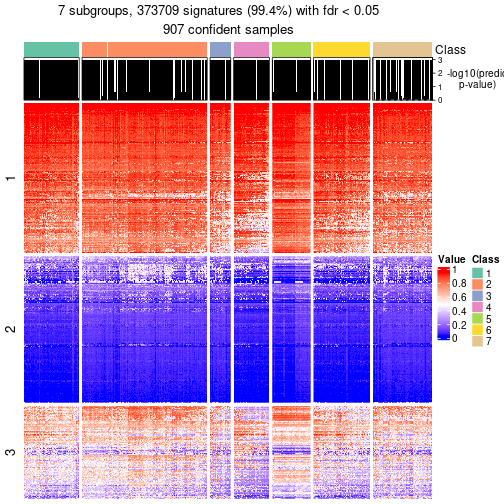 7 subgroups, 373709 signatures (99.4%) with fdr < 0.05
907 confident samples
Class
3
2
1
0
-log10(predic
p-value)
1
2
3
Value
1
0.8
0.6
0.4
0.2
0
Class
1
2
3
4
5
6
7